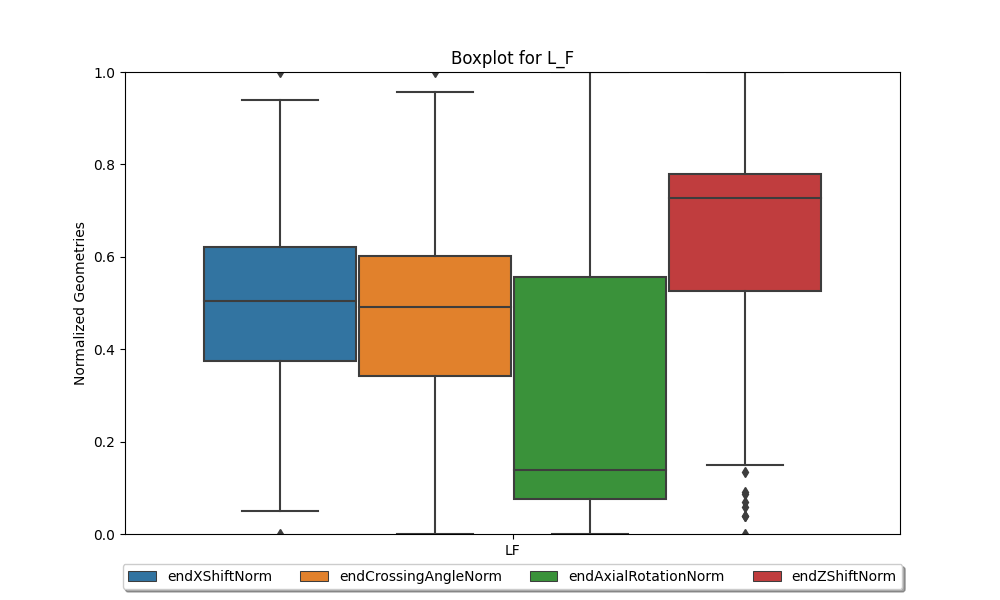 Boxplot for L_F
1.0
0.8
0.6
0.4
0.2
0.0
Normalized Geometries
LF
endXShiftNorm endCrossingAngleNorm endAxialRotationNorm endZShiftNorm